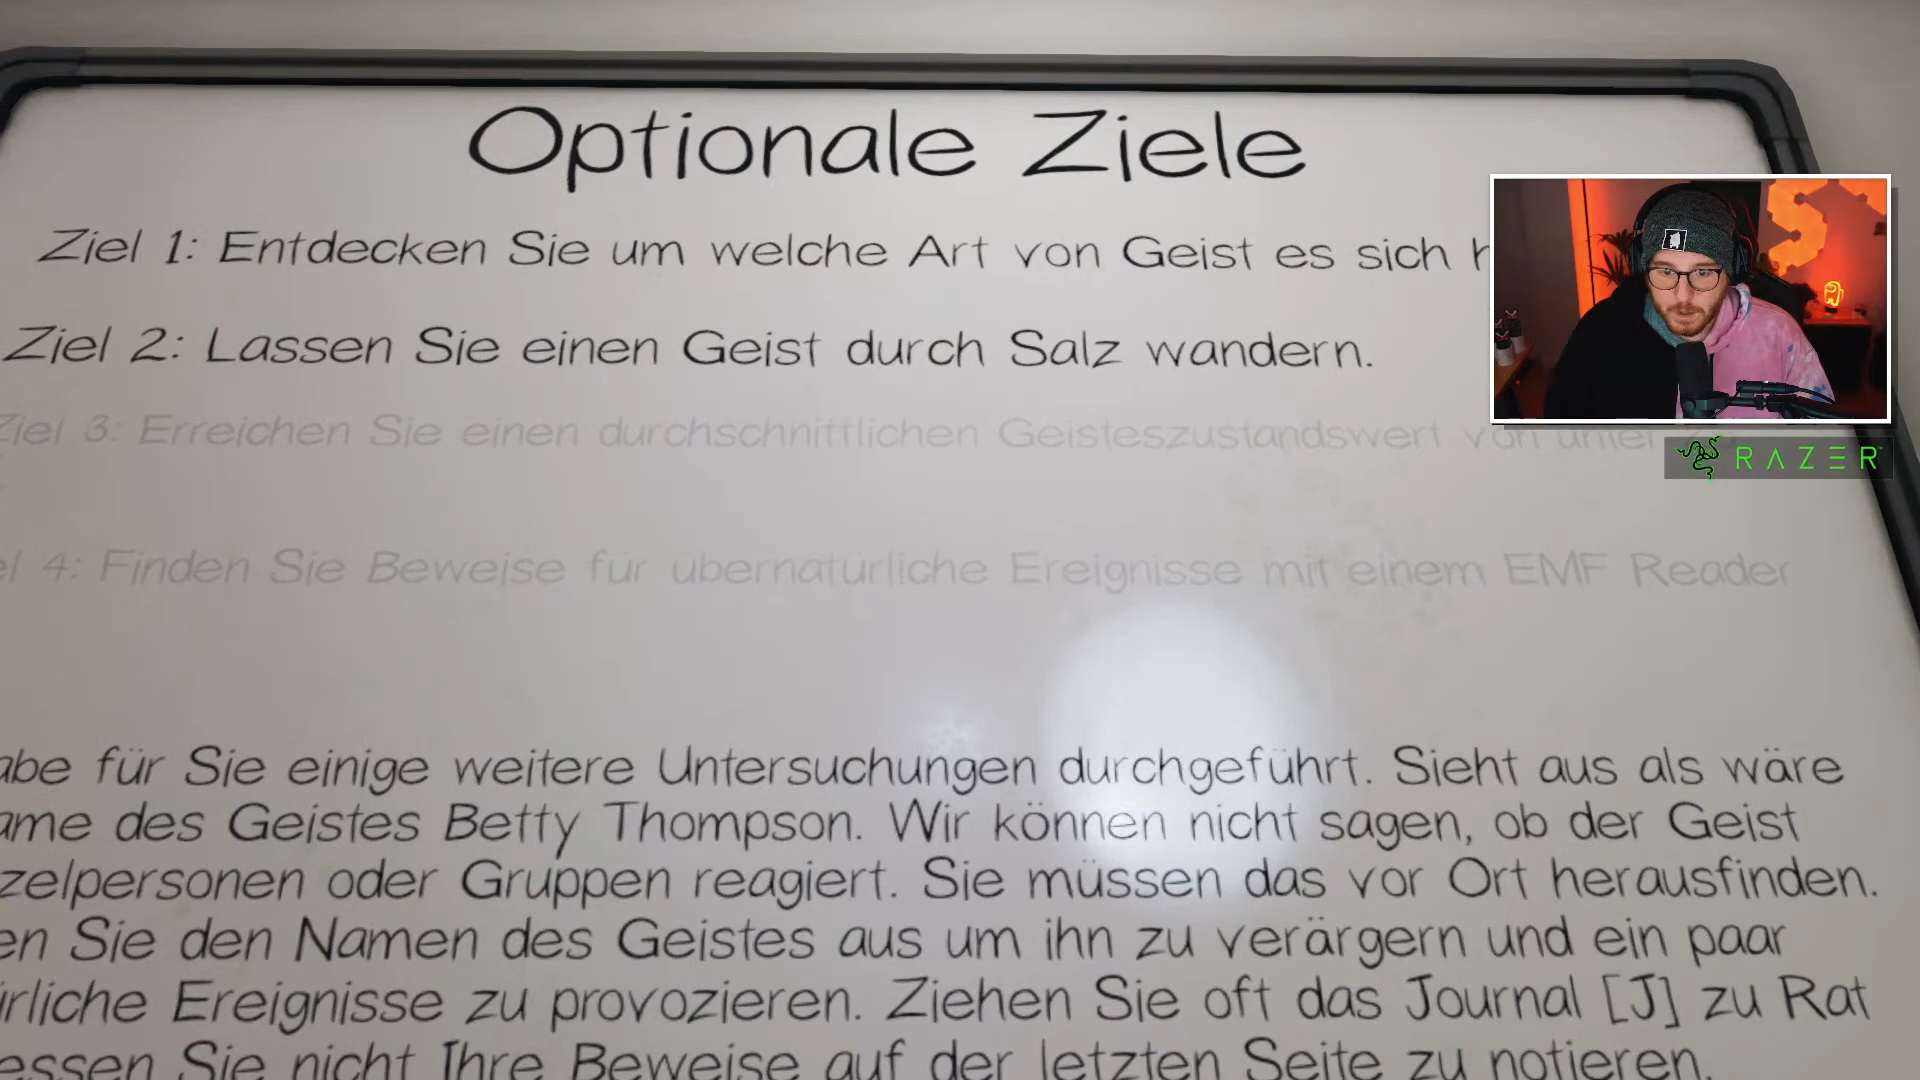 Optionale Ziele
Ziel 1: Entdecken Sie um welche Art von Geist es sich
Ziel 2: Lassen Sie einen Geist durch Salz wandern.
Ziel 3: Erreichen Sie einen durchschnittlichen Geisteszustandswert von unter
4: Finden Sie Beweise für übernatürliche Ereignisse mit einem EMF Reader
RAZER
für Sie einige weitere Untersuchungen durchgeführt. Sieht aus als wäre
des Geistes Betty Thompson. Wir können nicht sagen, ob der Geist
zelpersonen oder Gruppen reagiert. Sie müssen das vor Ort herausfinden.
en Sie den Namen des Geistes aus um ihn zu verärgern und ein paar
rliche Ereignisse zu provozieren. Ziehen Sie oft das Journal [J] zu Rat
essen Sie nicht Ihre Beweise auf der letzten Seite zu notieren.